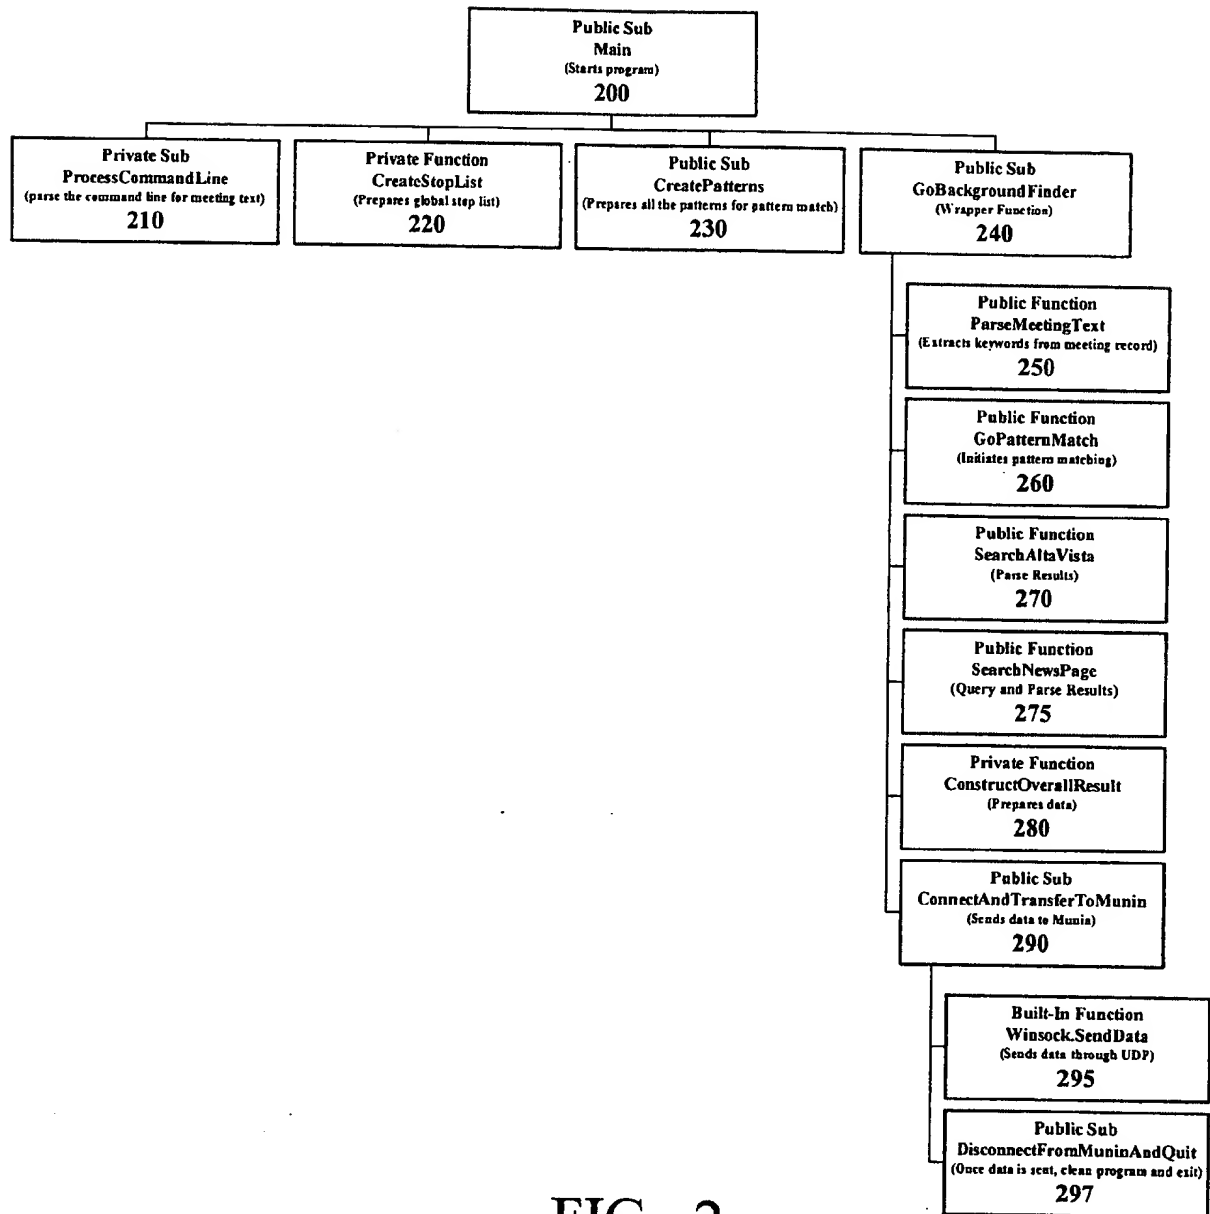 Public Sub
Main
(Starts program)
200
Private Sub
ProcessCommandLine
(parse the command line for meeting text)
210
Private Function
CreateStopList
(Prepares global stop list)
220
Public Sub
CreatePatterns
(Prepares all the patterns for pattern match)
230
Public Sub
GoBackgroundFinder
(Wrapper Function)
240
Public Function
ParseMeetingText
(Extracts keywords from meeting record)
250
Public Function
GoPatternMatch
(Initiates pattern matching)
260
Public Function
SearchAltaVista
(Parse Results)
270
Public Function
SearchNewsPage
(Query and Parse Results)
275
Private Function
ConstructOverallResult
(Prepares data)
280
Public Sub
ConnectAndTransferToMunin
(Sends data to Munin)
290
Built-In Function
Winsock.SendData
(Sends data through UDP)
295
Public Sub
DisconnectFromMuninAndQuit
(Once data is sent, clean program and exit)
297
FIG. 2